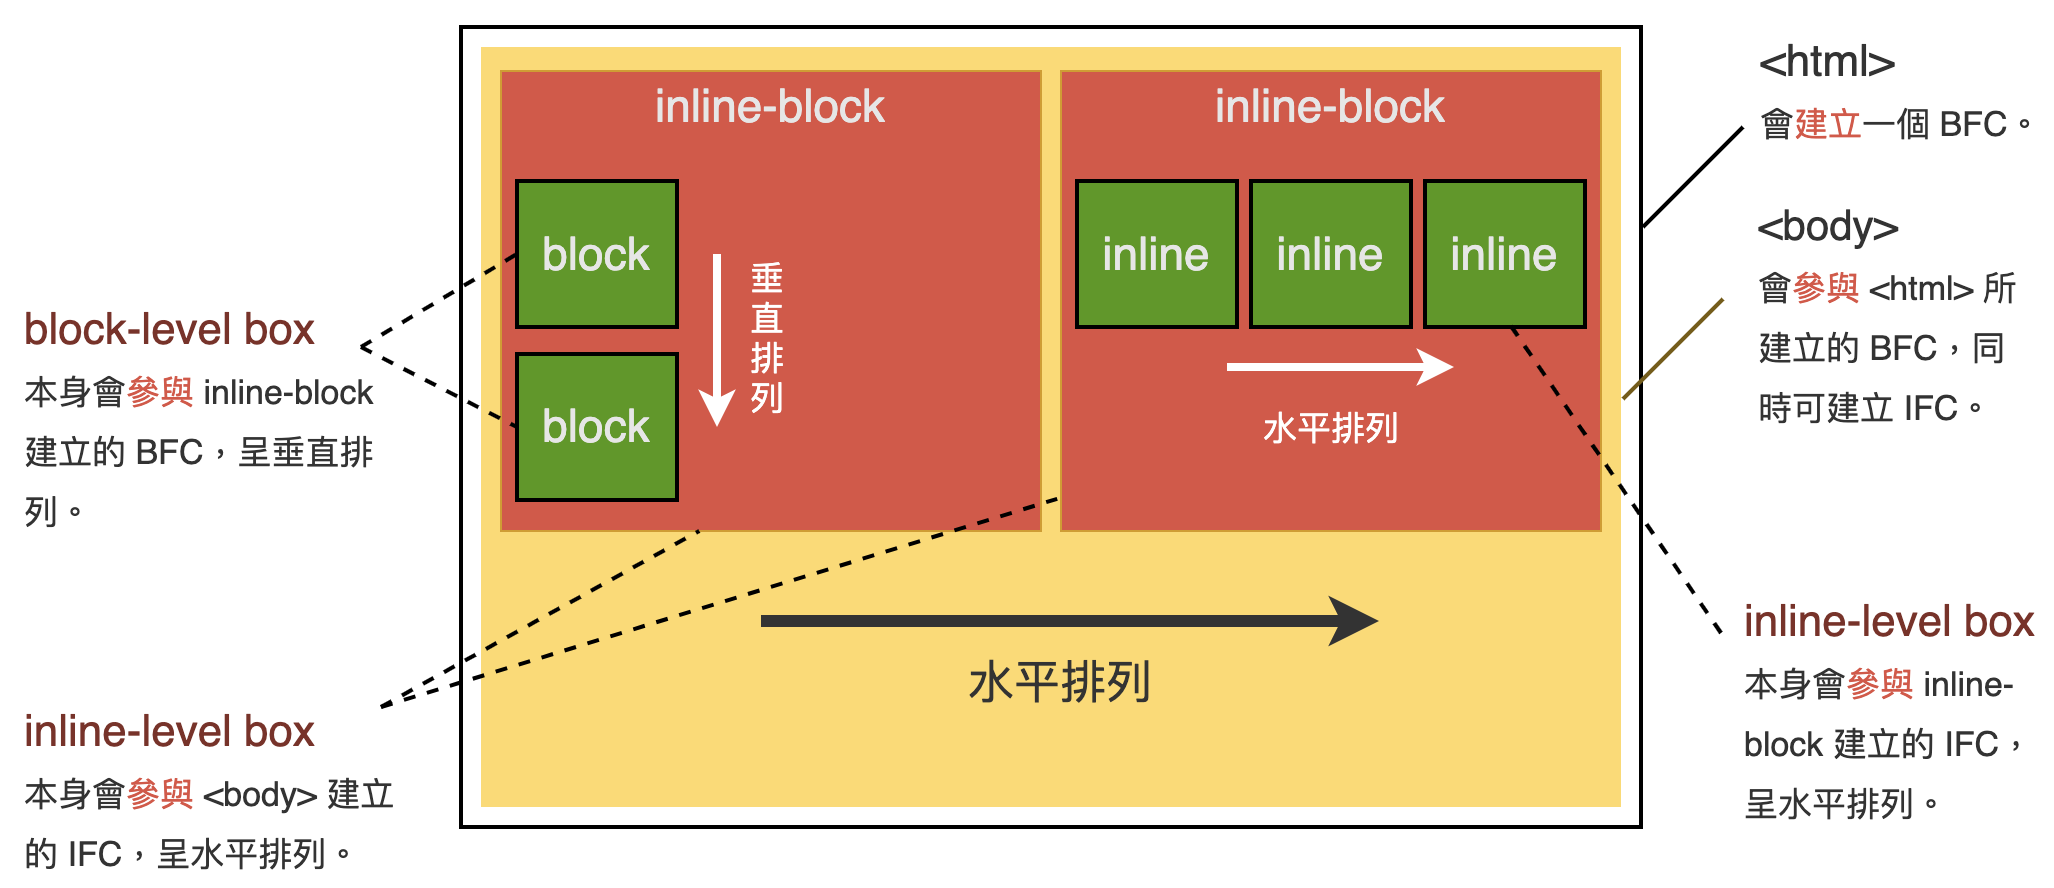 inline-block
block
block
垂直排列
inline-block
inline
inline
inline
水平排列
水平排列
<html>
會建立一個 BFC。
<body>
會參與 <html> 所
建立的 BFC，同
時可建立 IFC。
block-level box
本身會參與 inline-block
建立的 BFC，呈垂直排
列。
inline-level box
本身會參與 <body> 建立
的 IFC，呈水平排列。
inline-level box
本身會參與 inline-
block 建立的 IFC，
呈水平排列。